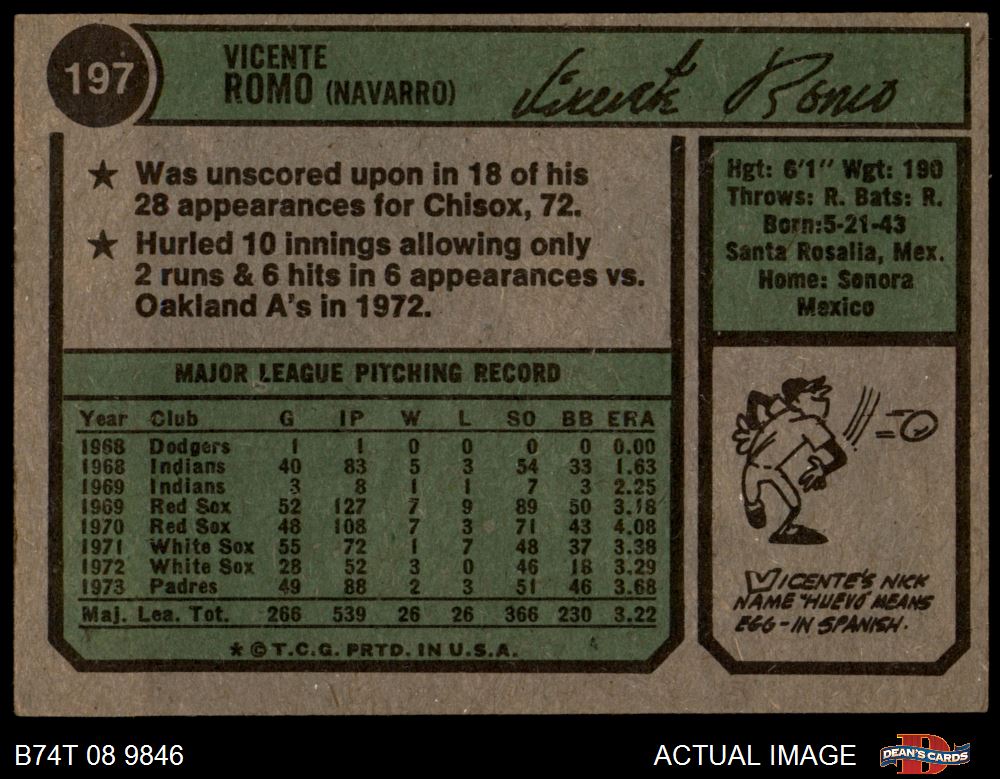 197
VICENTE
ROMO (NAVARRO)
Vicente Romo
★ Was unscored upon in 18 of his
28 appearances for Chisox, 72.
★ Hurled 10 innings allowing only
2 runs & 6 hits in 6 appearances vs.
Oakland A's in 1972.
Hgt: 6'1" Wgt: 190
Throws: R. Bats: R.
Born:5-21-43
Santa Rosalia, Mex.
Home: Sonora
Mexico
MAJOR LEAGUE PITCHING RECORD
Year Club G IP W L SO BB ERA
1968 Dodgers 1 1 0 0 0 0 0.00
1968 Indians 40 83 5 3 54 33 1.63
1969 Indians 3 8 1 1 7 3 2.25
1969 Red Sox 52 127 7 9 89 50 3.18
1970 Red Sox 48 108 7 3 71 43 4.08
1971 White Sox 55 72 1 7 48 37 3.38
1972 White Sox 28 52 3 0 46 18 3.29
1973 Padres 49 88 2 3 51 46 3.68
Maj. Lea. Tot. 266 539 26 26 366 230 3.22
* © T.C.G. PRTD. IN U.S.A.
VICENTE'S NICK
NAME "HUEVO" MEANS
EGG - IN SPANISH.
B74T 08 9846
ACTUAL IMAGE
DEAN'S CARDS